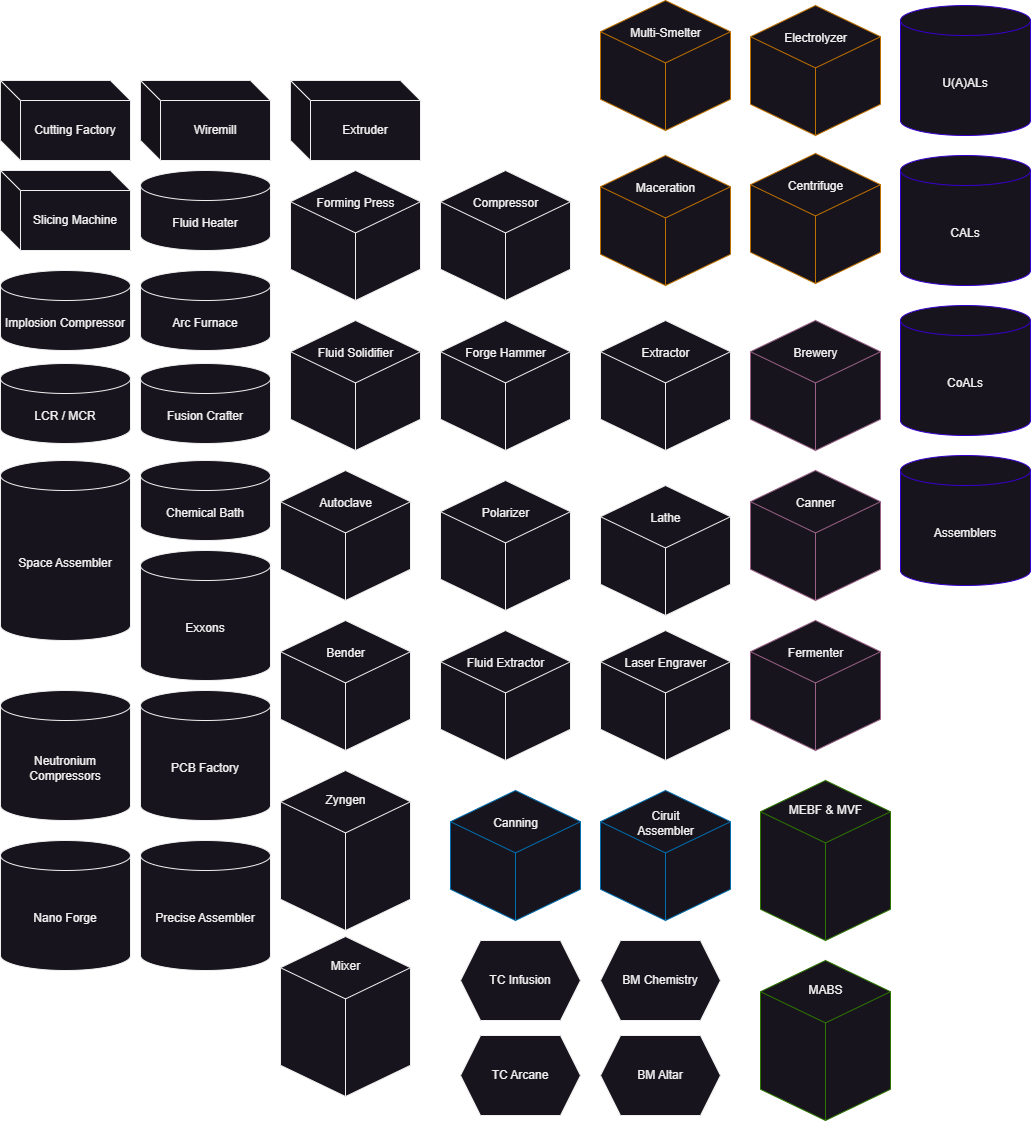 Multi-Smelter
Electrolyzer
U(A)ALs
Cutting Factory
Wiremill
Extruder
Slicing Machine
Fluid Heater
Forming Press
Compressor
Maceration
Centrifuge
CALs
Implosion Compressor
Arc Furnace
Fluid Solidifier
Forge Hammer
Extractor
Brewery
CoALs
LCR / MCR
Fusion Crafter
Space Assembler
Chemical Bath
Autoclave
Polarizer
Lathe
Canner
Assemblers
Exxons
Bender
Fluid Extractor
Laser Engraver
Fermenter
Neutronium
Compressors
PCB Factory
Zyngen
Canning
Ciruit
Assembler
MEBF & MVF
Nano Forge
Precise Assembler
Mixer
TC Infusion
BM Chemistry
MABS
TC Arcane
BM Altar